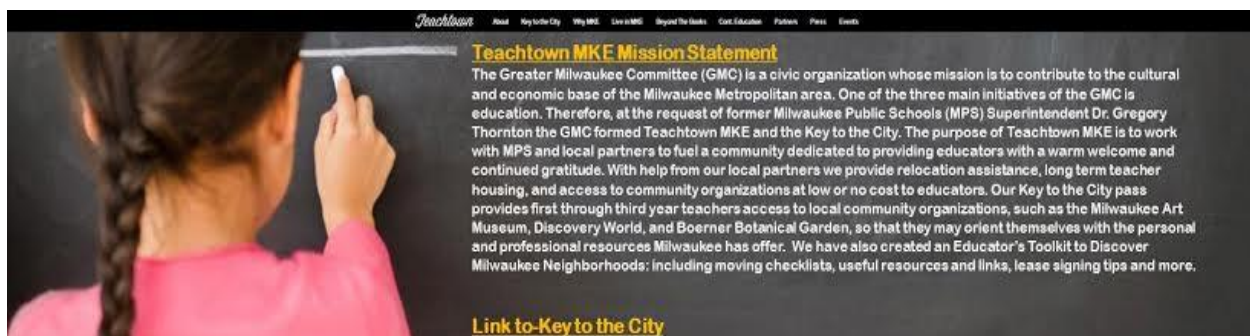 Teachtown About Key to the City Why MKE Live in MKE Beyond The Books Cont. Education Partners Press Events
Teachtown MKE Mission Statement
The Greater Milwaukee Committee (GMC) is a civic organization whose mission is to contribute to the cultural
and economic base of the Milwaukee Metropolitan area. One of the three main initiatives of the GMC is
education. Therefore, at the request of former Milwaukee Public Schools (MPS) Superintendent Dr. Gregory
Thornton the GMC formed Teachtown MKE and the Key to the City. The purpose of Teachtown MKE is to work
with MPS and local partners to fuel a community dedicated to providing educators with a warm welcome and
continued gratitude. With help from our local partners we provide relocation assistance, long term teacher
housing, and access to community organizations at low or no cost to educators. Our Key to the City pass
provides first through third year teachers access to local community organizations, such as the Milwaukee Art
Museum, Discovery World, and Boerner Botanical Garden, so that they may orient themselves with the personal
and professional resources Milwaukee has offer. We have also created an Educator's Toolkit to Discover
Milwaukee Neighborhoods: including moving checklists, useful resources and links, lease signing tips and more.
Link to-Key to the City